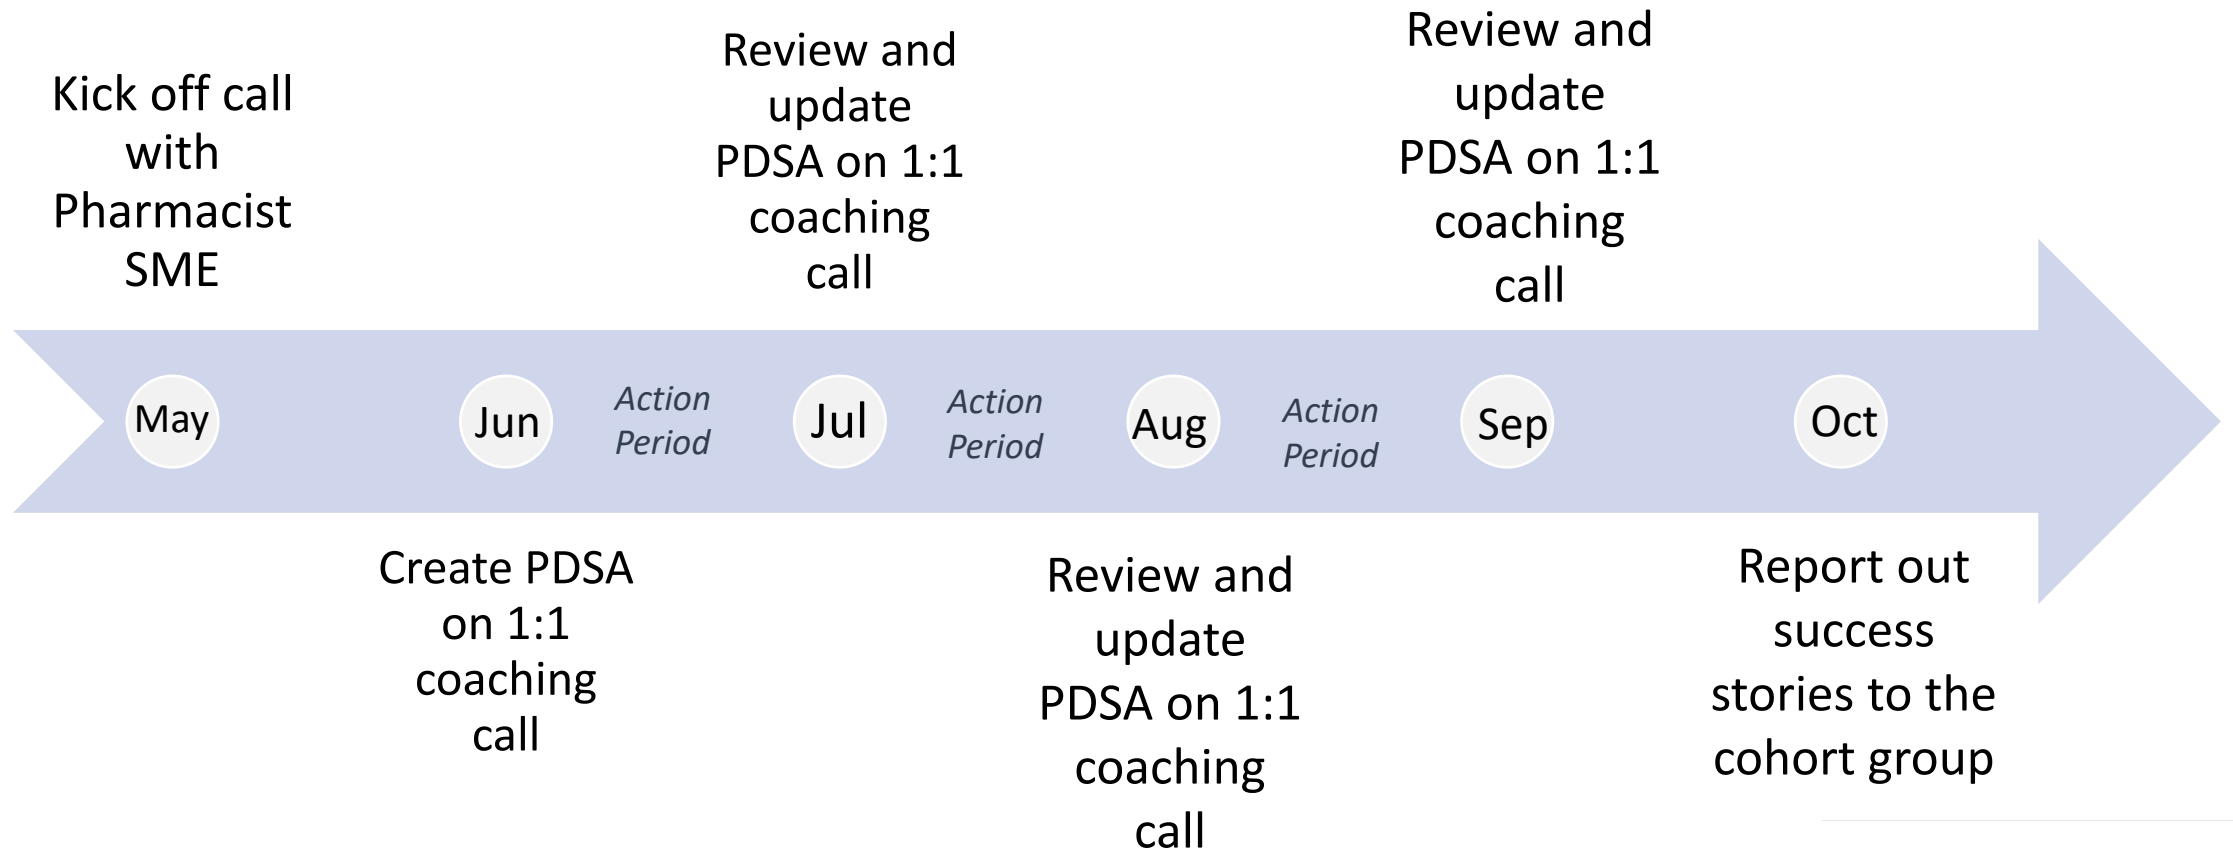 Kick off call
with
Pharmacist
SME
Review and
update
PDSA on 1:1
coaching
call
Review and
update
PDSA on 1:1
coaching
call
May
Jun
Action
Period
Jul
Action
Period
Aug
Action
Period
Sep
Oct
Create PDSA
on 1:1
coaching
call
Review and
update
PDSA on 1:1
coaching
call
Report out
success
stories to the
cohort group